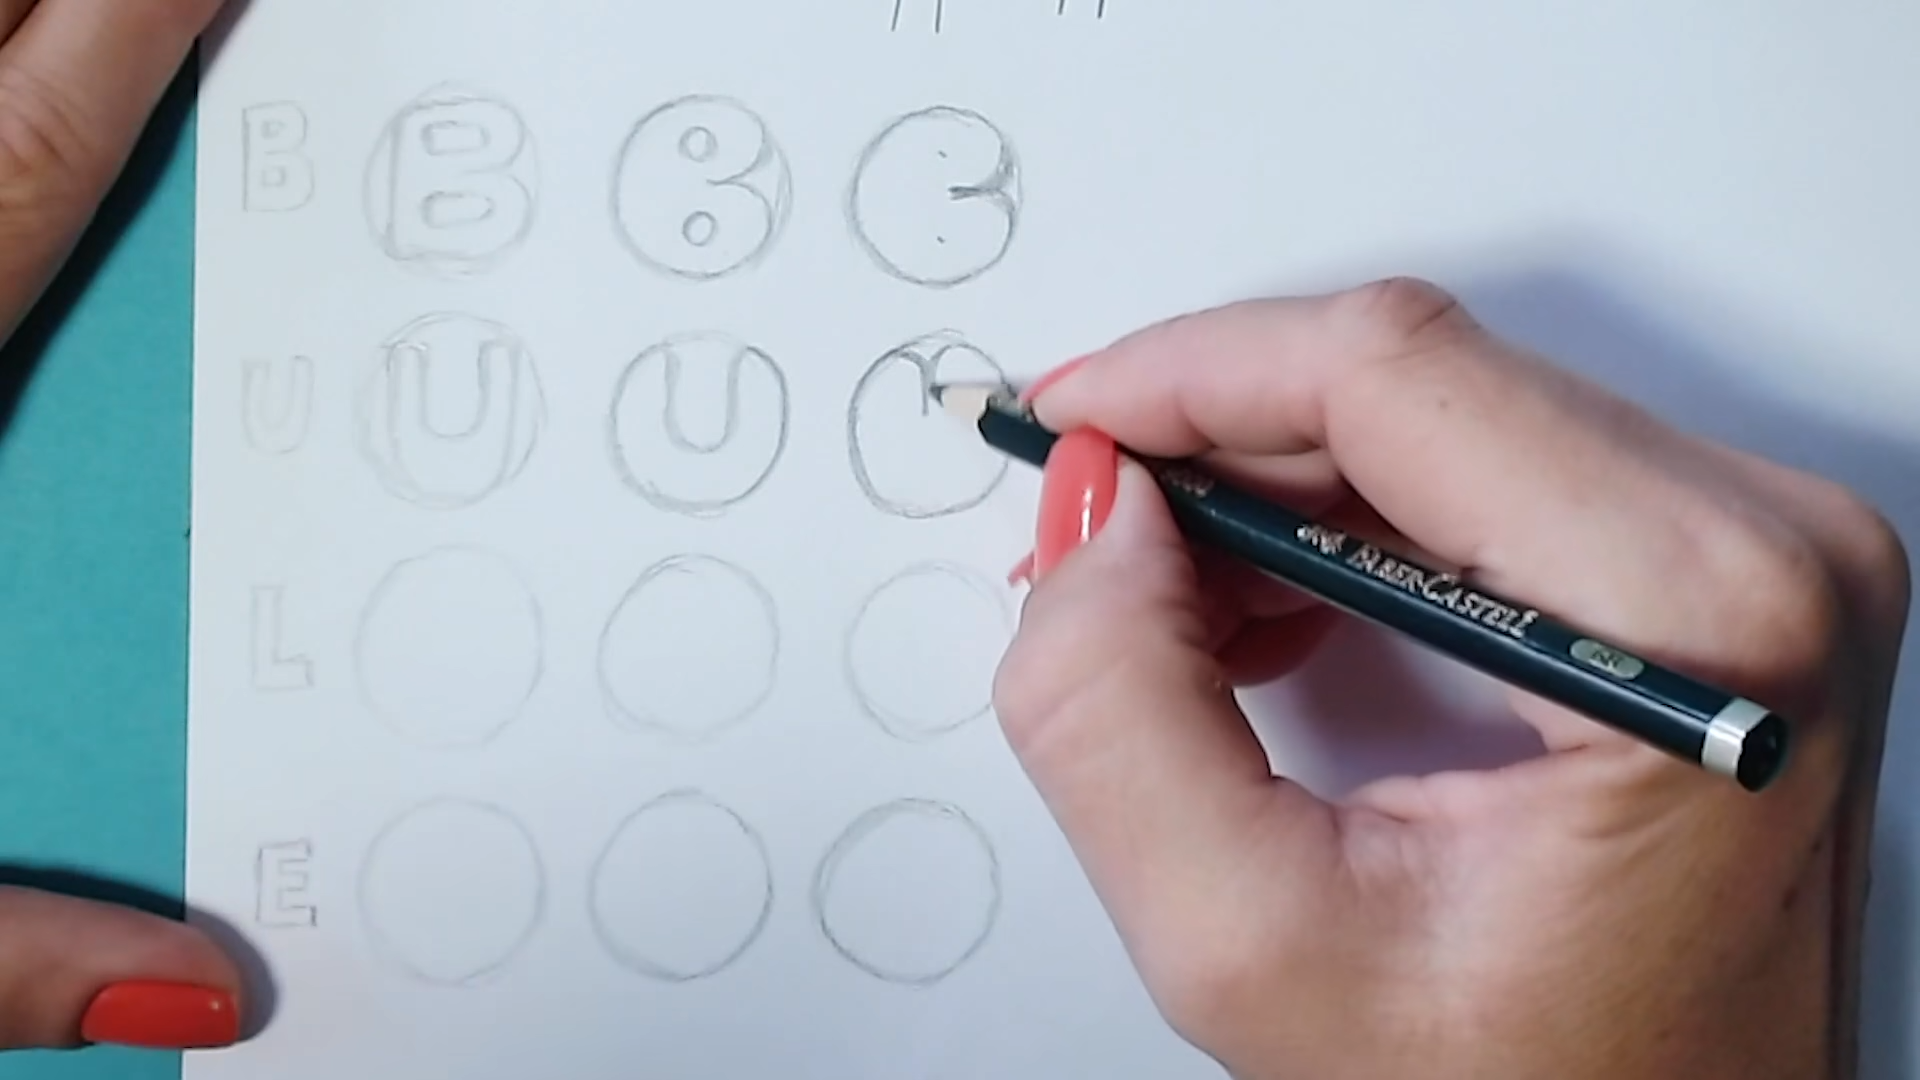 B B B B
U U U
L
E
FABER-CASTELL